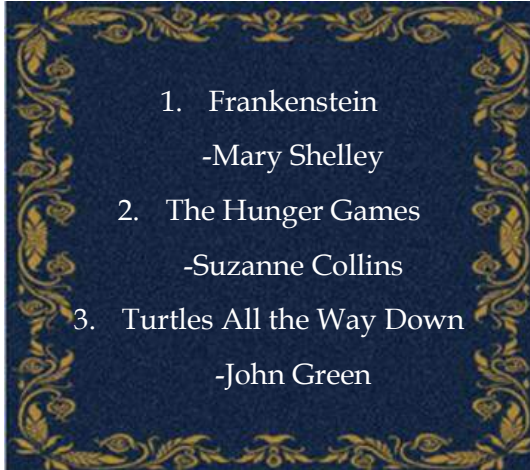 1. Frankenstein
-Mary Shelley
2. The Hunger Games
-Suzanne Collins
3. Turtles All the Way Down
-John Green